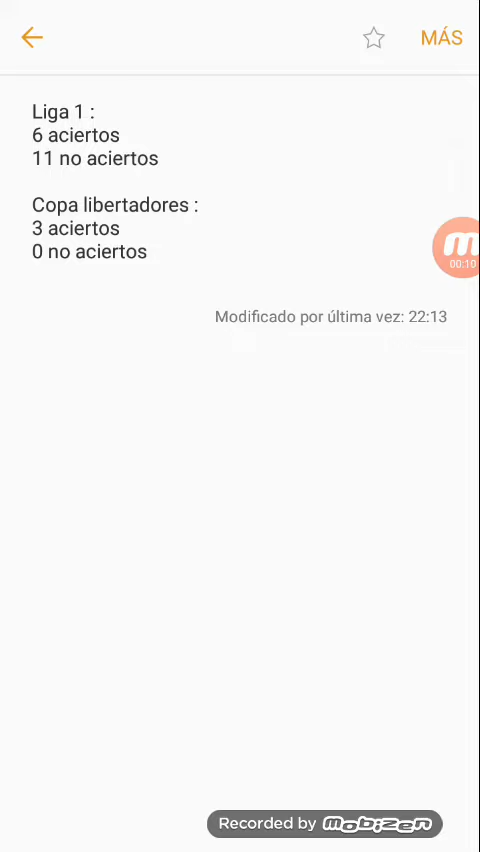 MÁS
Liga 1 :
6 aciertos
11 no aciertos
Copa libertadores :
3 aciertos
0 no aciertos
00:10
Modificado por última vez: 22:13
Recorded by mobizen